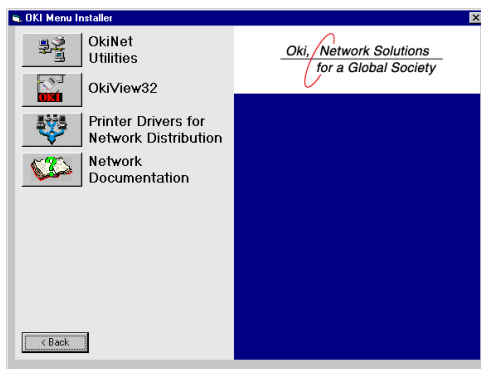 OKI Menu Installer
OkiNet
Utilities
Oki, Network Solutions
for a Global Society
OKI
OkiView32
Printer Drivers for
Network Distribution
Network
Documentation
< Back